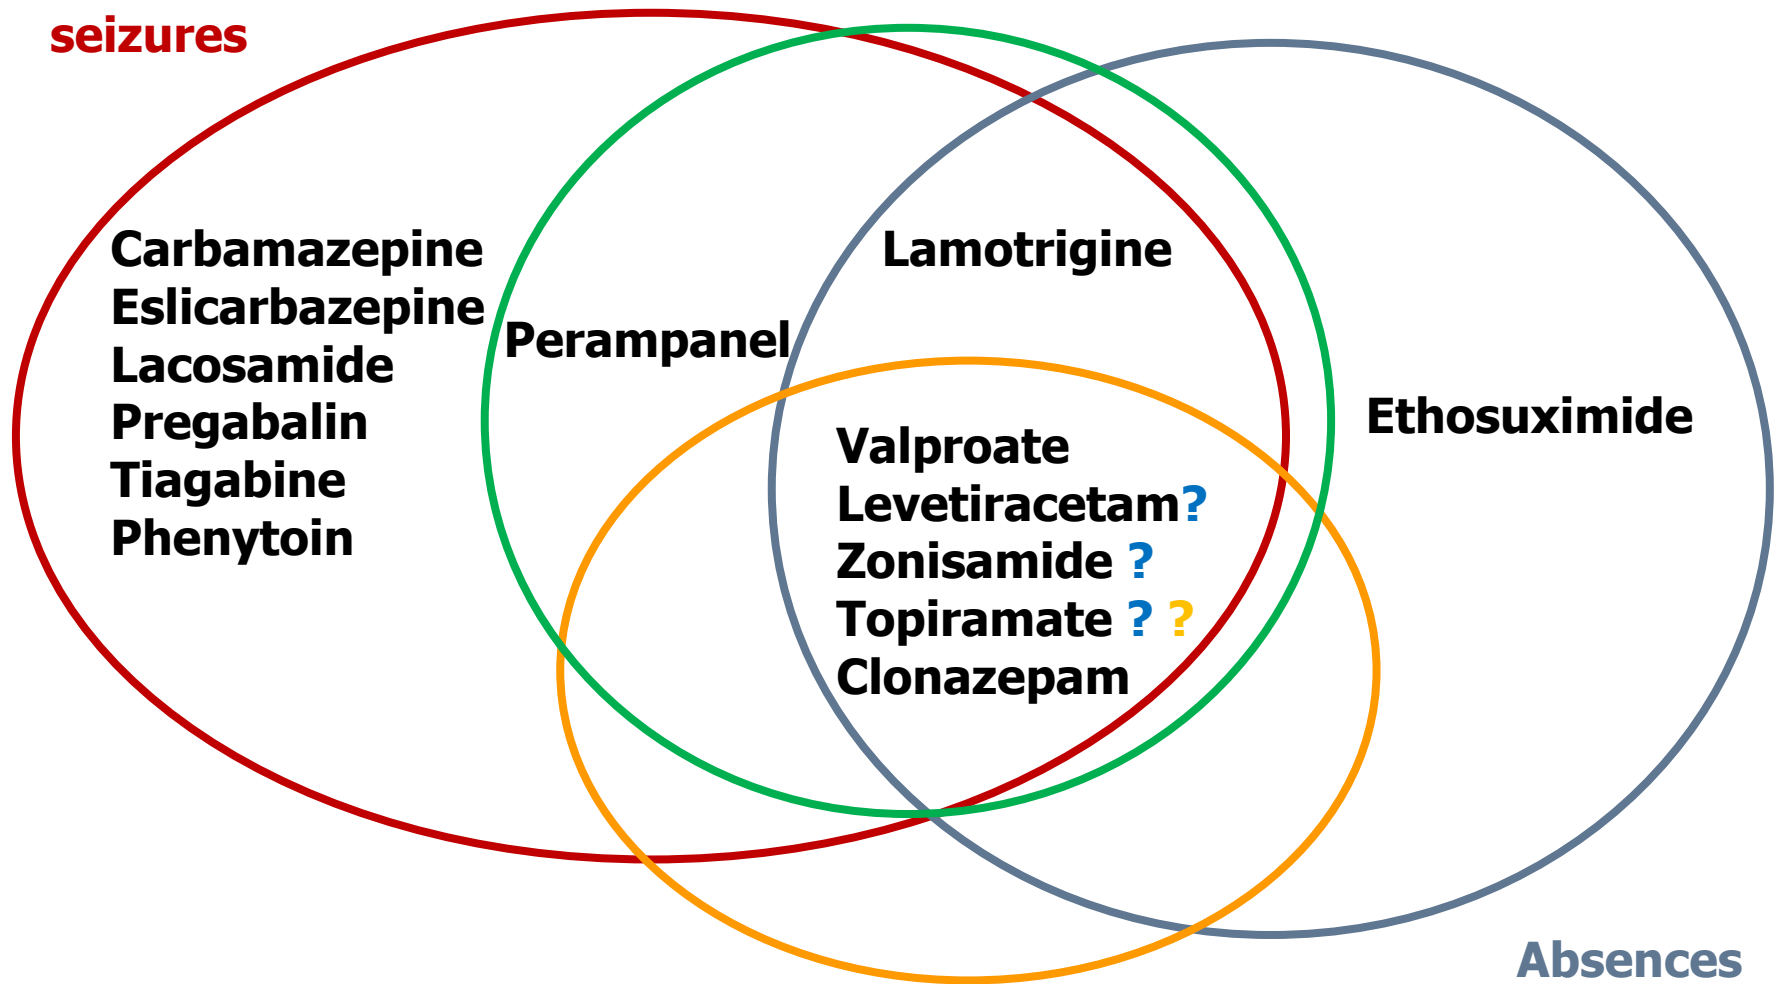 seizures
Carbamazepine
Eslicarbazepine
Lacosamide
Pregabalin
Tiagabine
Phenytoin
Perampanel
Lamotrigine
Valproate
Levetiracetam?
Zonisamide ?
Topiramate ? ?
Clonazepam
Ethosuximide
Absences